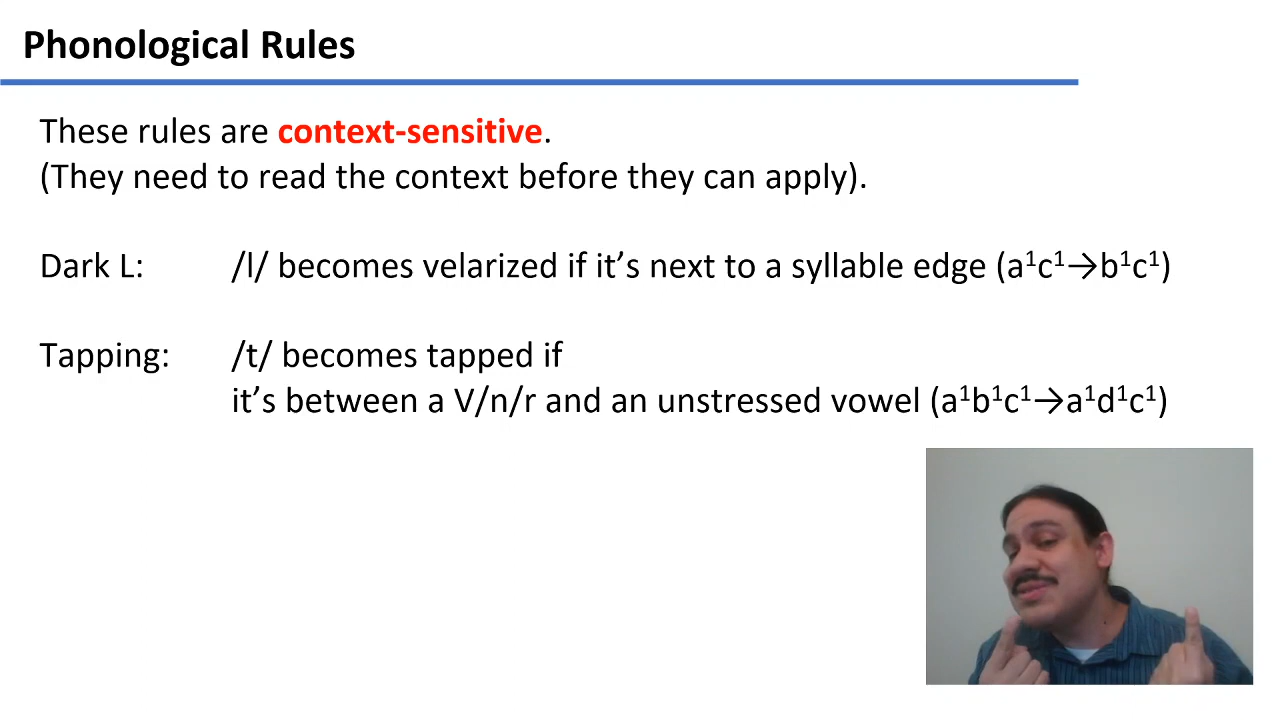 Phonological Rules
These rules are context-sensitive.
(They need to read the context before they can apply).
Dark L: /l/ becomes velarized if it’s next to a syllable edge (a¹c¹→b¹c¹)
Tapping: /t/ becomes tapped if
it’s between a V/n/r and an unstressed vowel (a¹b¹c¹→a¹d¹c¹)